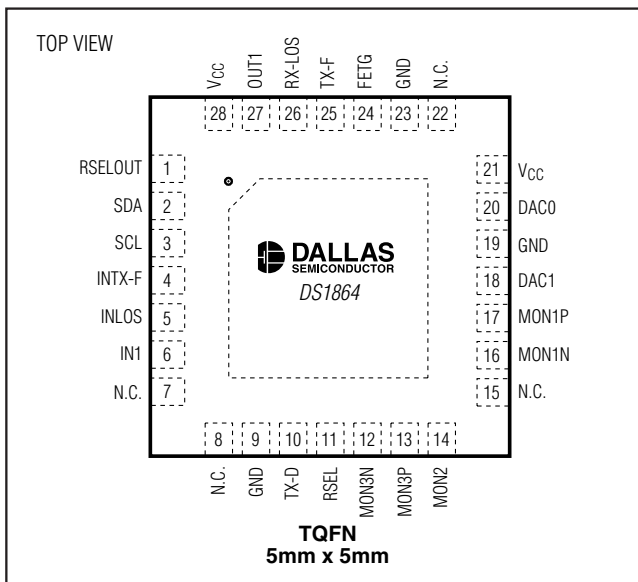 TOP VIEW
VCC
OUT1
RX-LOS
TX-F
FETG
GND
N.C.
28 27 26 25 24 23 22
RSELOUT 1
SDA 2
SCL 3
INTX-F 4
INLOS 5
IN1 6
N.C. 7
21 VCC
20 DAC0
19 GND
18 DAC1
17 MON1P
16 MON1N
15 N.C.
DALLAS
SEMICONDUCTOR
DS1864
8 9 10 11 12 13 14
N.C.
GND
TX-D
RSEL
MON3N
MON3P
MON2
TQFN
5mm x 5mm